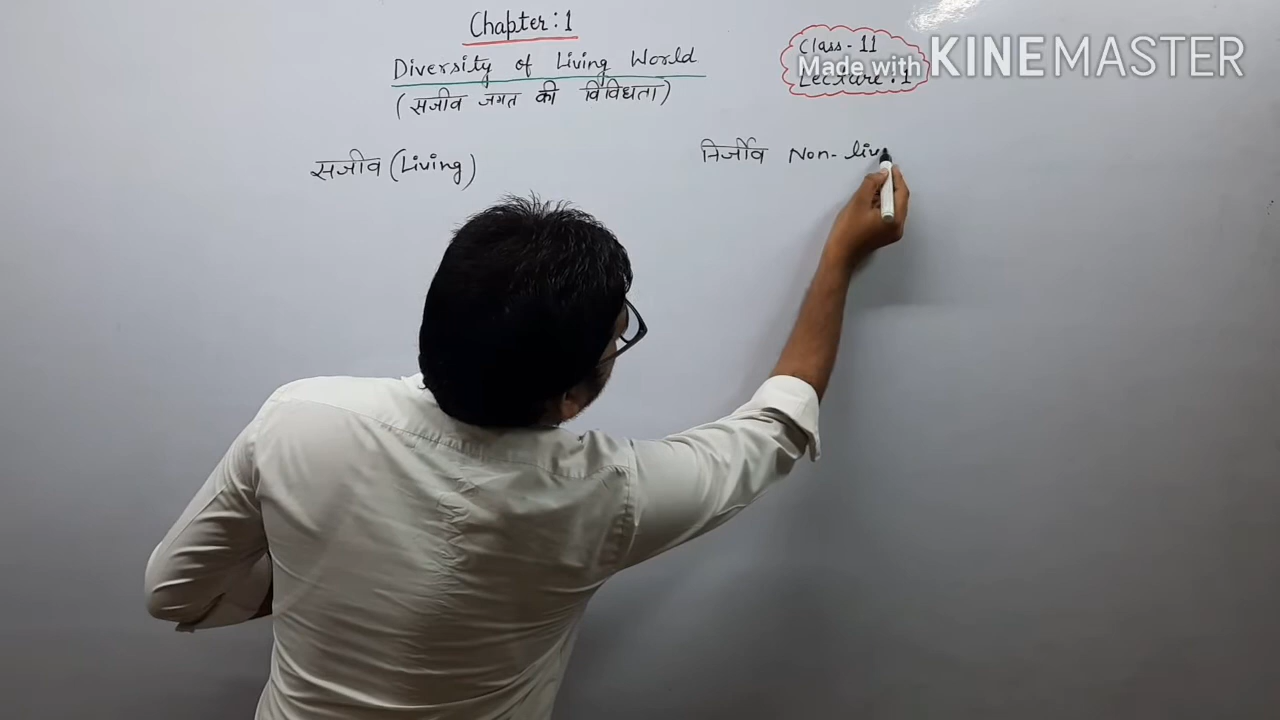 Chapter : 1
Diversity of Living World
(सजीव जगत की विविधता)
Class - 11
Lecture : 1
Made with KINEMASTER
सजीव (Living)
निर्जीव Non-liv